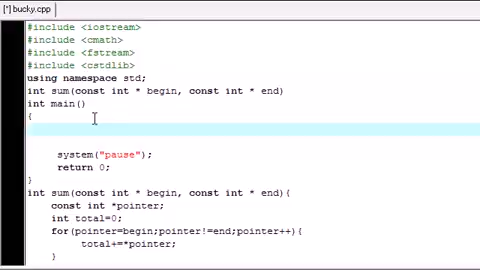 [*] bucky.cpp
#include <iostream>
#include <cmath>
#include <fstream>
#include <cstdlib>
using namespace std;
int sum(const int * begin, const int * end)
int main()
{
system("pause");
return 0;
}
int sum(const int * begin, const int * end){
const int *pointer;
int total=0;
for(pointer=begin;pointer!=end;pointer++){
total+=*pointer;
}